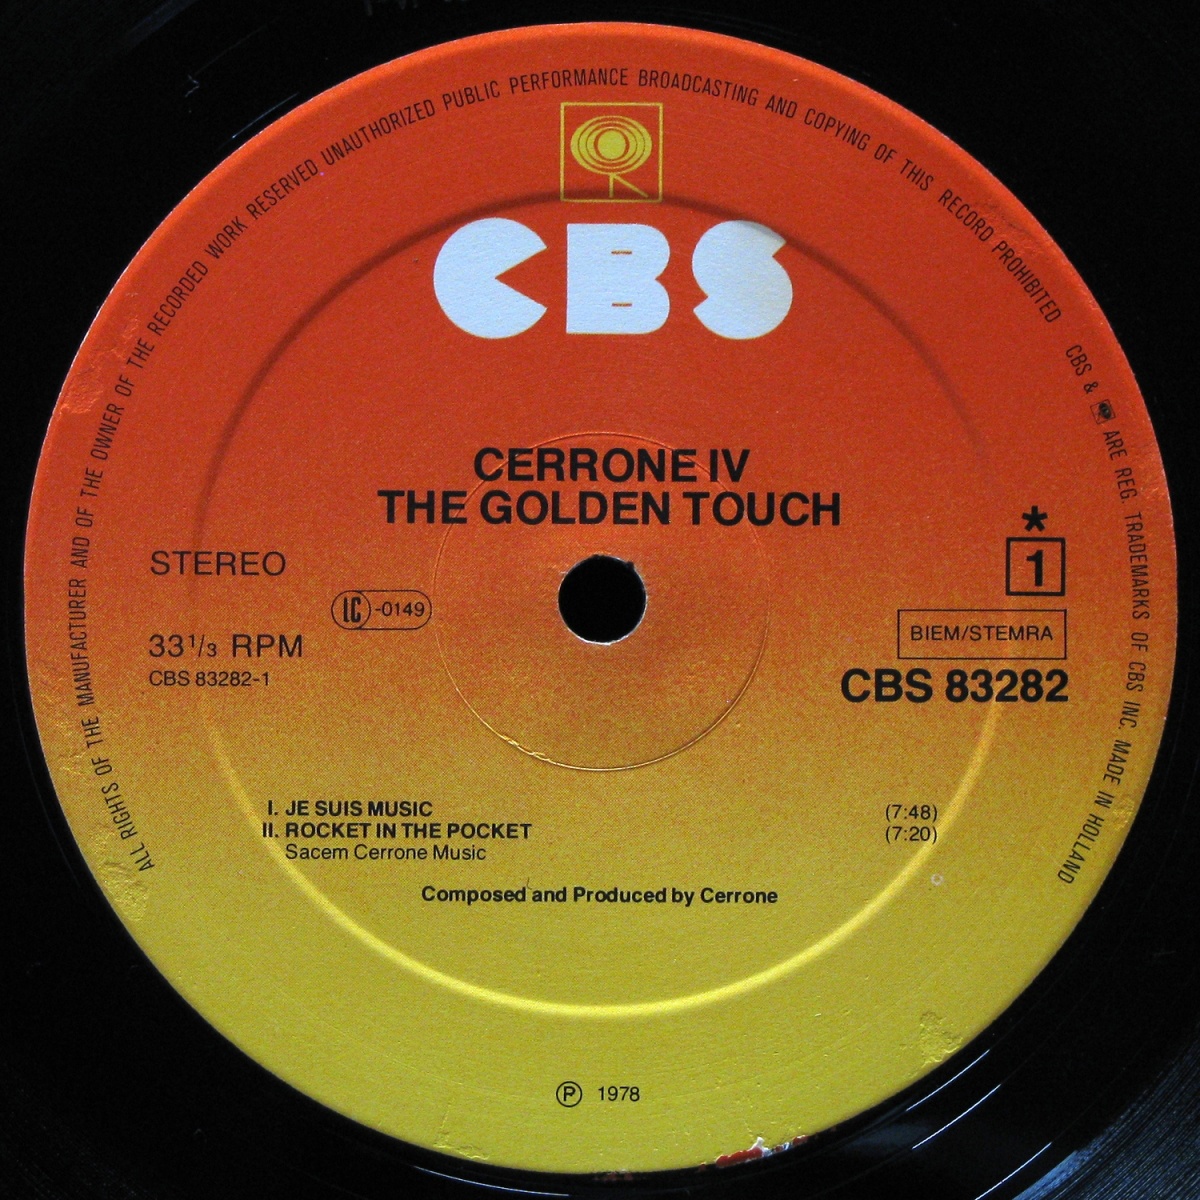 ALL RIGHTS OF THE MANUFACTURER AND OF THE OWNER OF THE RECORDED WORK RESERVED UNAUTHORIZED PUBLIC PERFORMANCE BROADCASTING AND COPYING OF THIS RECORD PROHIBITED CBS & ARE REG. TRADEMARKS OF CBS INC. MADE IN HOLLAND
CBS
CERRONE IV
THE GOLDEN TOUCH
STEREO
* 1
LC-0149
33 1/3 RPM
BIEM/STEMRA
CBS 83282-1
CBS 83282
I. JE SUIS MUSIC (7:48)
II. ROCKET IN THE POCKET (7:20)
Sacem Cerrone Music
Composed and Produced by Cerrone
℗ 1978